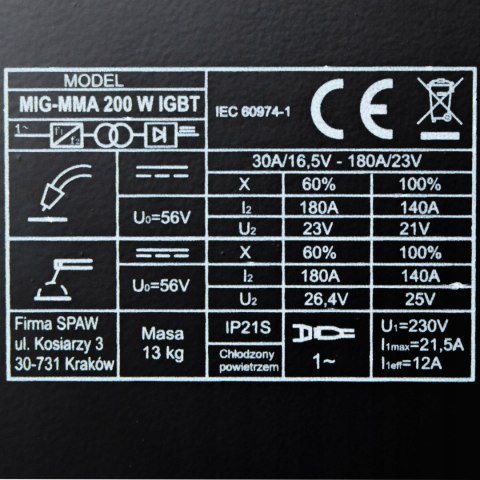 MODEL
MIG-MMA 200 W IGBT
IEC 60974-1
CE
1~ f1 f2
30A/16,5V - 180A/23V
X 60% 100%
U0=56V
I2 180A 140A
U2 23V 21V
X 60% 100%
U0=56V
I2 180A 140A
U2 26,4V 25V
Firma SPAW
ul. Kosiarzy 3
30-731 Kraków
Masa
13 kg
IP21S
Chłodzony
powietrzem
1~
U1=230V
I1max=21,5A
I1eff=12A